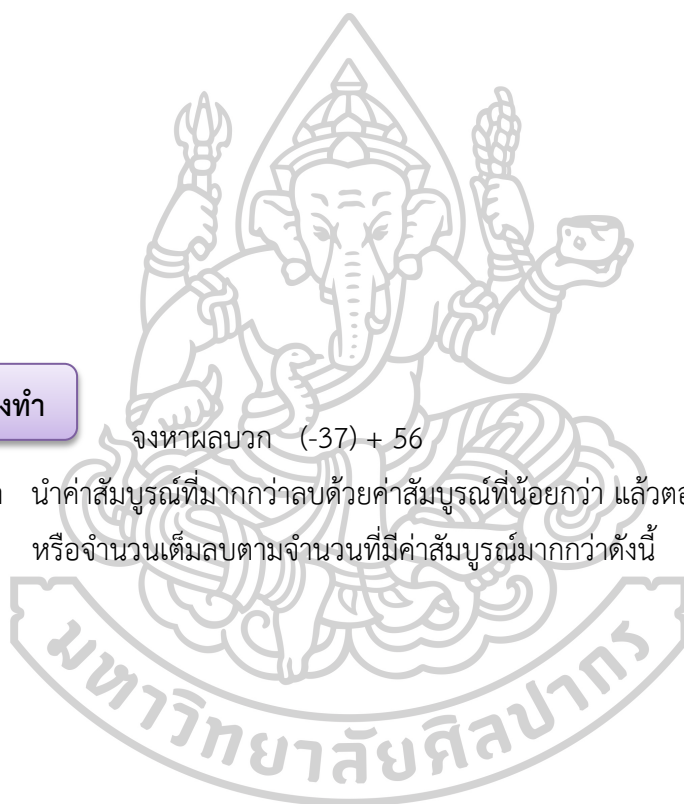 งทำ
จงหาผลบวก (-37) + 56
นำค่าสัมบูรณ์ที่มากกว่าลบด้วยค่าสัมบูรณ์ที่น้อยกว่า แล้วตอ
หรือจำนวนเต็มลบตามจำนวนที่มีค่าสัมบูรณ์มากกว่าดังนี้
มหาวิทยาลัยศิลปากร